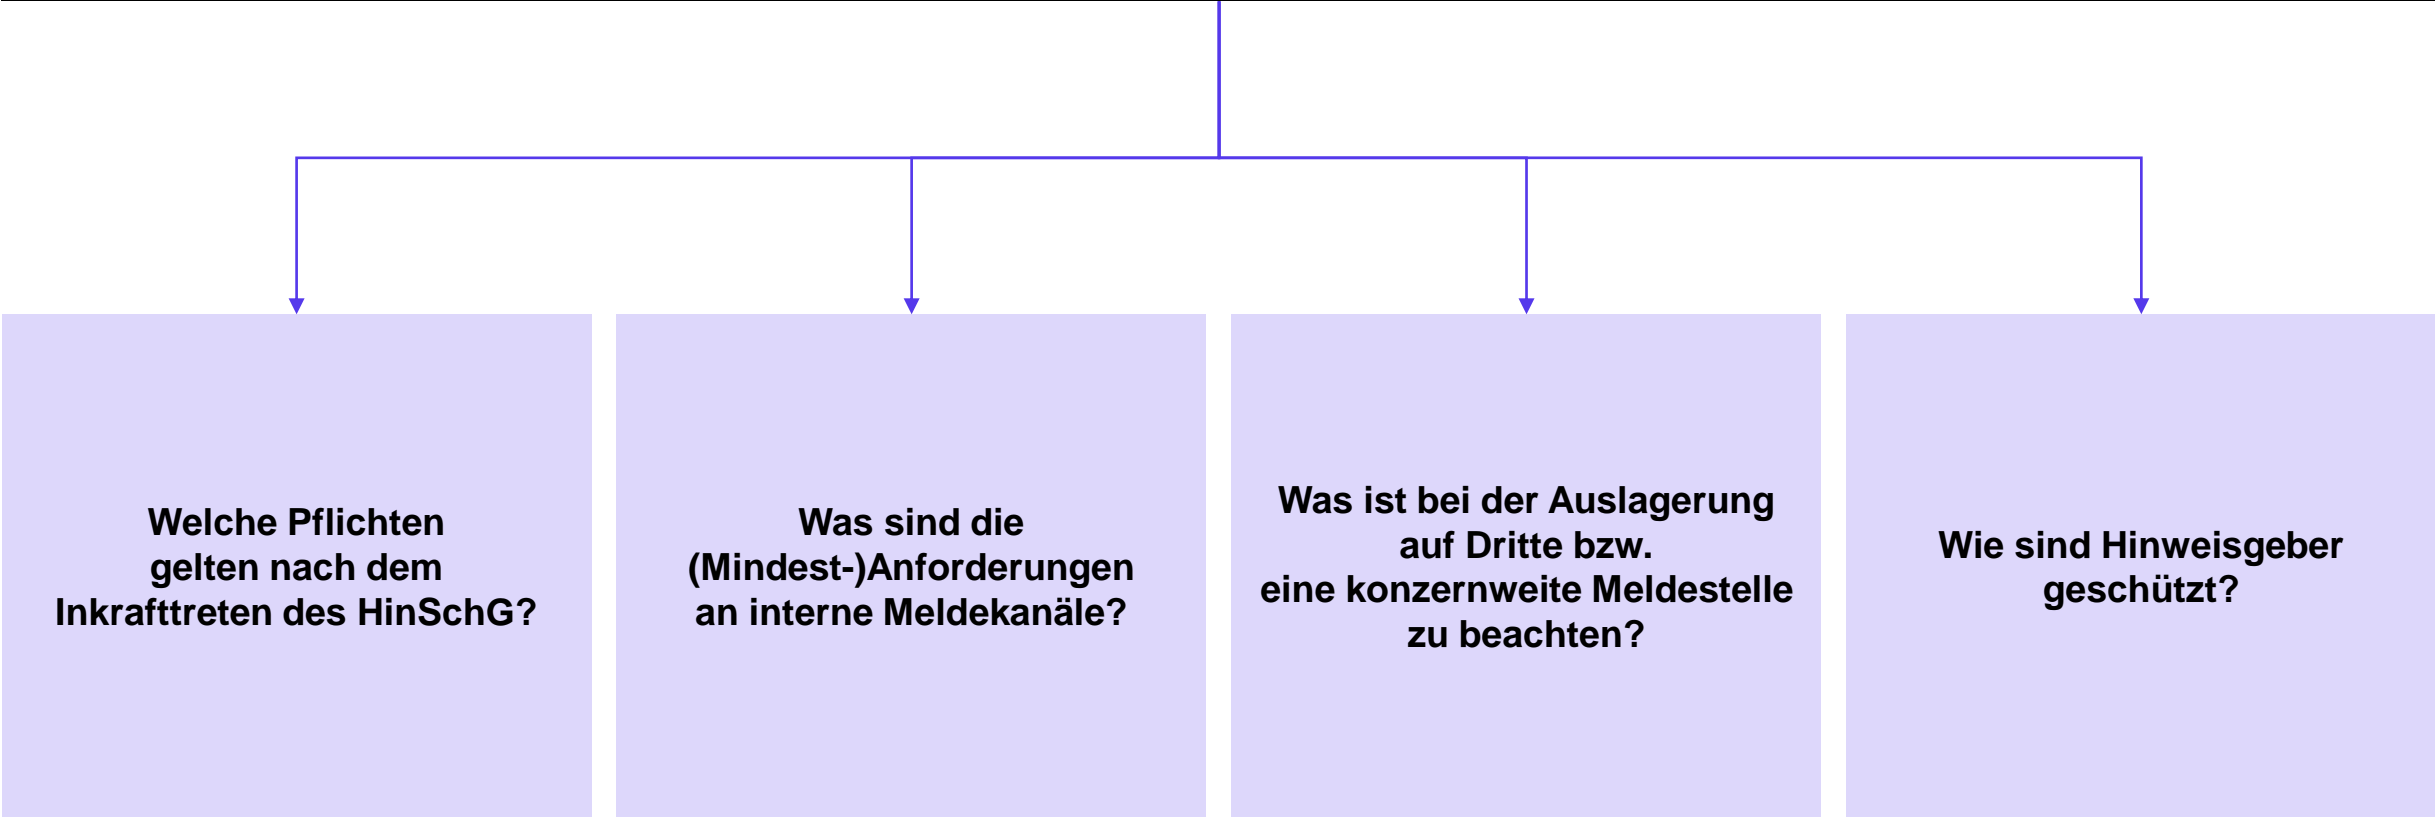 Welche Pflichten
gelten nach dem
Inkrafttreten des HinSchG?
Was sind die
(Mindest-)Anforderungen
an interne Meldekanäle?
Was ist bei der Auslagerung
auf Dritte bzw.
eine konzernweite Meldestelle
zu beachten?
Wie sind Hinweisgeber
geschützt?